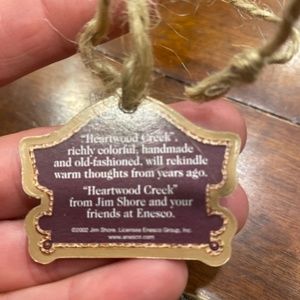 "Heartwood Creek",
richly colorful, handmade
and old-fashioned, will rekindle
warm thoughts from years ago.
"Heartwood Creek"
from Jim Shore and your
friends at Enesco.
©2002 Jim Shore, Licensee Enesco Group, Inc.
www.enesco.com